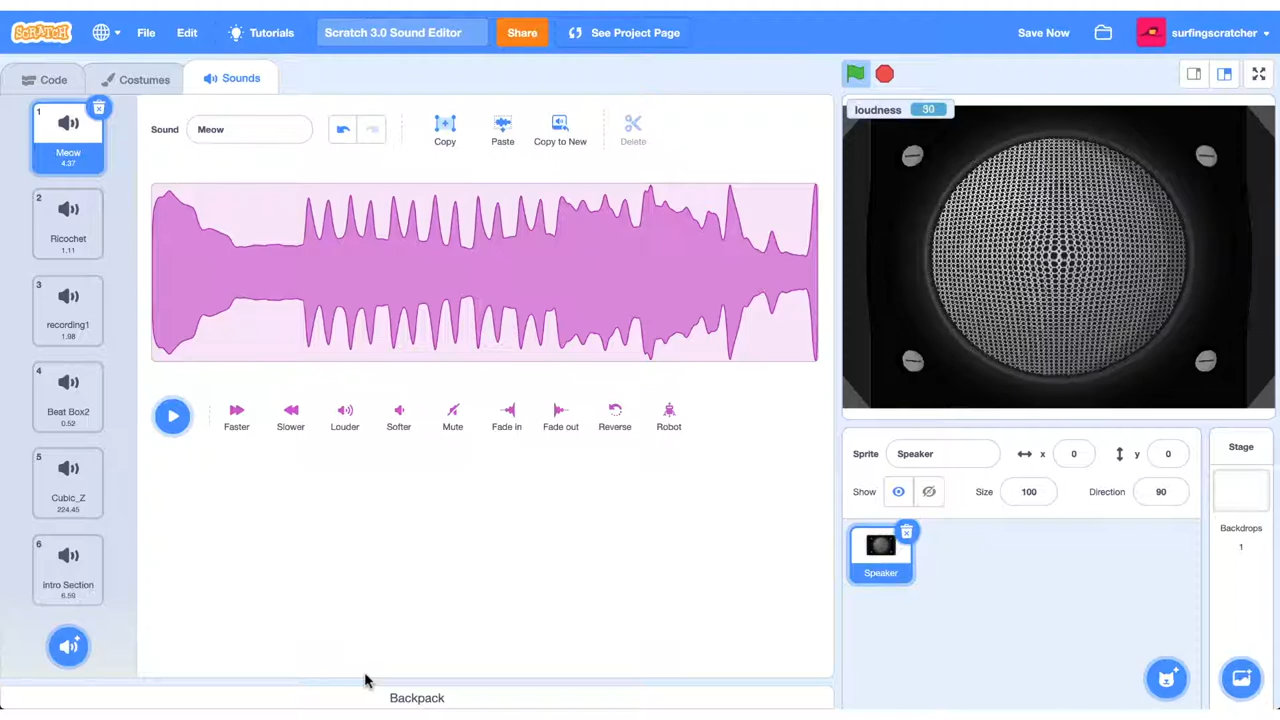 SCRATCH
File
Edit
Tutorials
Scratch 3.0 Sound Editor
Share
See Project Page
Save Now
surfingscratcher
Code
Costumes
Sounds
1
Meow
4.37
2
Ricochet
1.11
3
recording1
1.98
4
Beat Box2
0.52
5
Cubic_Z
224.45
6
Intro Section
6.59
Sound
Meow
Copy
Paste
Copy to New
Delete
Faster
Slower
Louder
Softer
Mute
Fade in
Fade out
Reverse
Robot
Backpack
loudness 30
Sprite
Speaker
x
0
y
0
Show
Size
100
Direction
90
Speaker
Stage
Backdrops
1